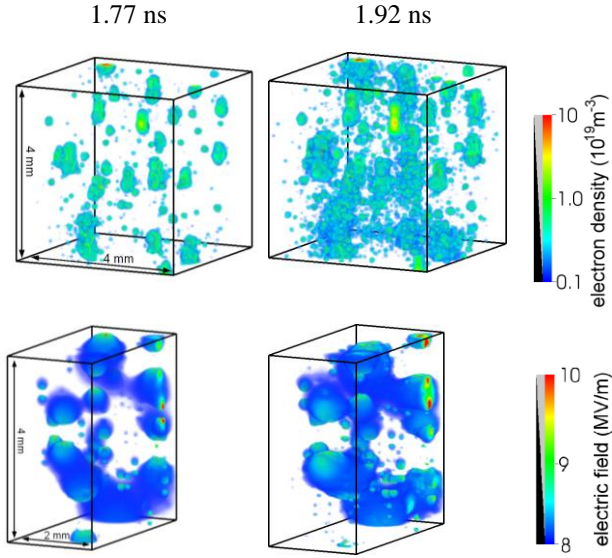 1.77 ns 1.92 ns
4 mm
4 mm
10
1.0
0.1
electron density (10¹⁹m⁻³)
4 mm
2 mm
10
9
8
electric field (MV/m)